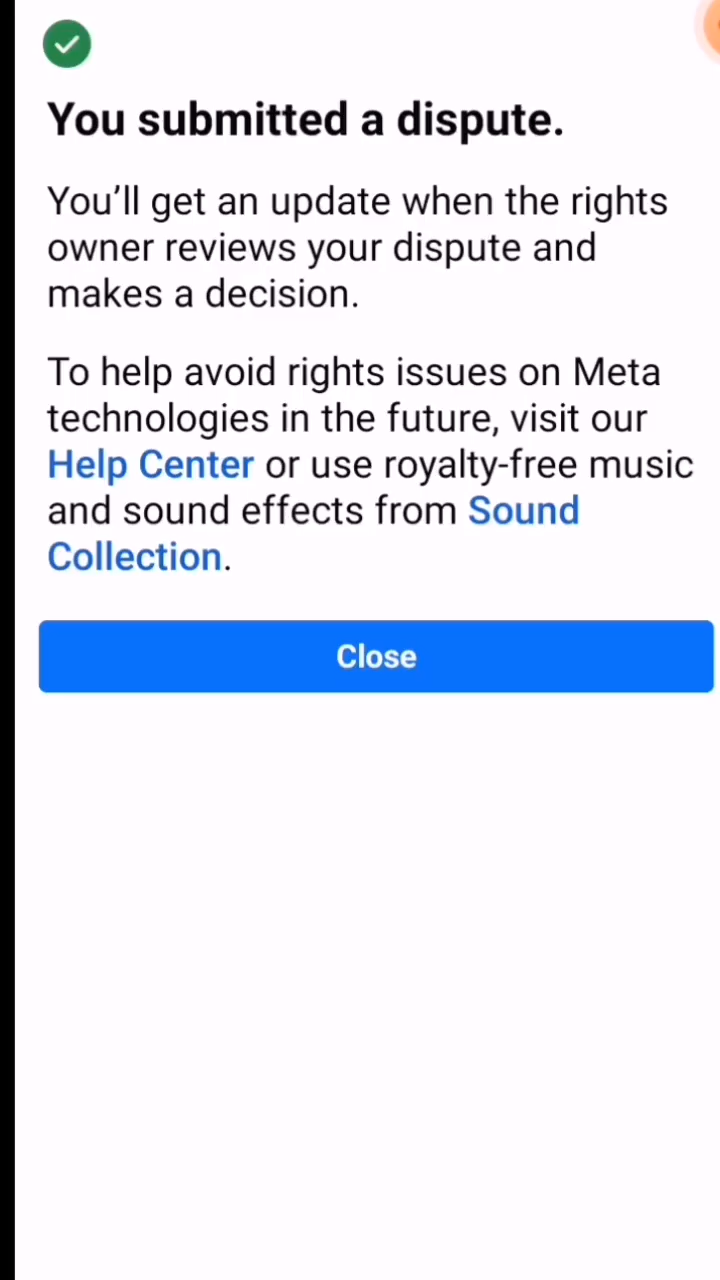 You submitted a dispute.
You’ll get an update when the rights
owner reviews your dispute and
makes a decision.
To help avoid rights issues on Meta
technologies in the future, visit our
Help Center or use royalty-free music
and sound effects from Sound
Collection.
Close